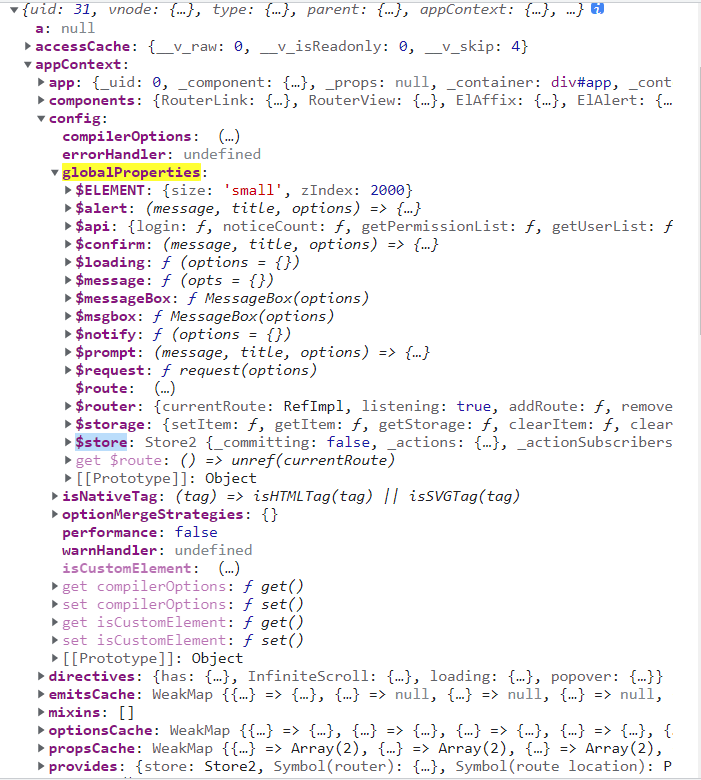 {uid: 31, vnode: {…}, type: {…}, parent: {…}, appContext: {…}, …} i
a: null
accessCache: {__v_raw: 0, __v_isReadonly: 0, __v_skip: 4}
appContext:
app: {_uid: 0, _component: {…}, _props: null, _container: div#app, _cont
components: {RouterLink: {…}, RouterView: {…}, ElAffix: {…}, ElAlert: {…
config:
compilerOptions: (…)
errorHandler: undefined
globalProperties:
$ELEMENT: {size: 'small', zIndex: 2000}
$alert: (message, title, options) => {…}
$api: {login: ƒ, noticeCount: ƒ, getPermissionList: ƒ, getUserList: ƒ
$confirm: (message, title, options) => {…}
$loading: ƒ (options = {})
$message: ƒ (opts = {})
$messageBox: ƒ MessageBox(options)
$msgbox: ƒ MessageBox(options)
$notify: ƒ (options = {})
$prompt: (message, title, options) => {…}
$request: ƒ request(options)
$route: (…)
$router: {currentRoute: RefImpl, listening: true, addRoute: ƒ, remove
$storage: {setItem: ƒ, getItem: ƒ, getStorage: ƒ, clearItem: ƒ, clear
$store: Store2 {_committing: false, _actions: {…}, _actionSubscribers
get $route: () => unref(currentRoute)
[[Prototype]]: Object
isNativeTag: (tag) => isHTMLTag(tag) || isSVGTag(tag)
optionMergeStrategies: {}
performance: false
warnHandler: undefined
isCustomElement: (…)
get compilerOptions: ƒ get()
set compilerOptions: ƒ set()
get isCustomElement: ƒ get()
set isCustomElement: ƒ set()
[[Prototype]]: Object
directives: {has: {…}, InfiniteScroll: {…}, loading: {…}, popover: {…}}
emitsCache: WeakMap {{…} => {…}, {…} => null, {…} => null, {…} => null,
mixins: []
optionsCache: WeakMap {{…} => {…}, {…} => {…}, {…} => {…}, {…} => {…}, {
propsCache: WeakMap {{…} => Array(2), {…} => Array(2), {…} => Array(2),
provides: {store: Store2, Symbol(router): {…}, Symbol(route location): P